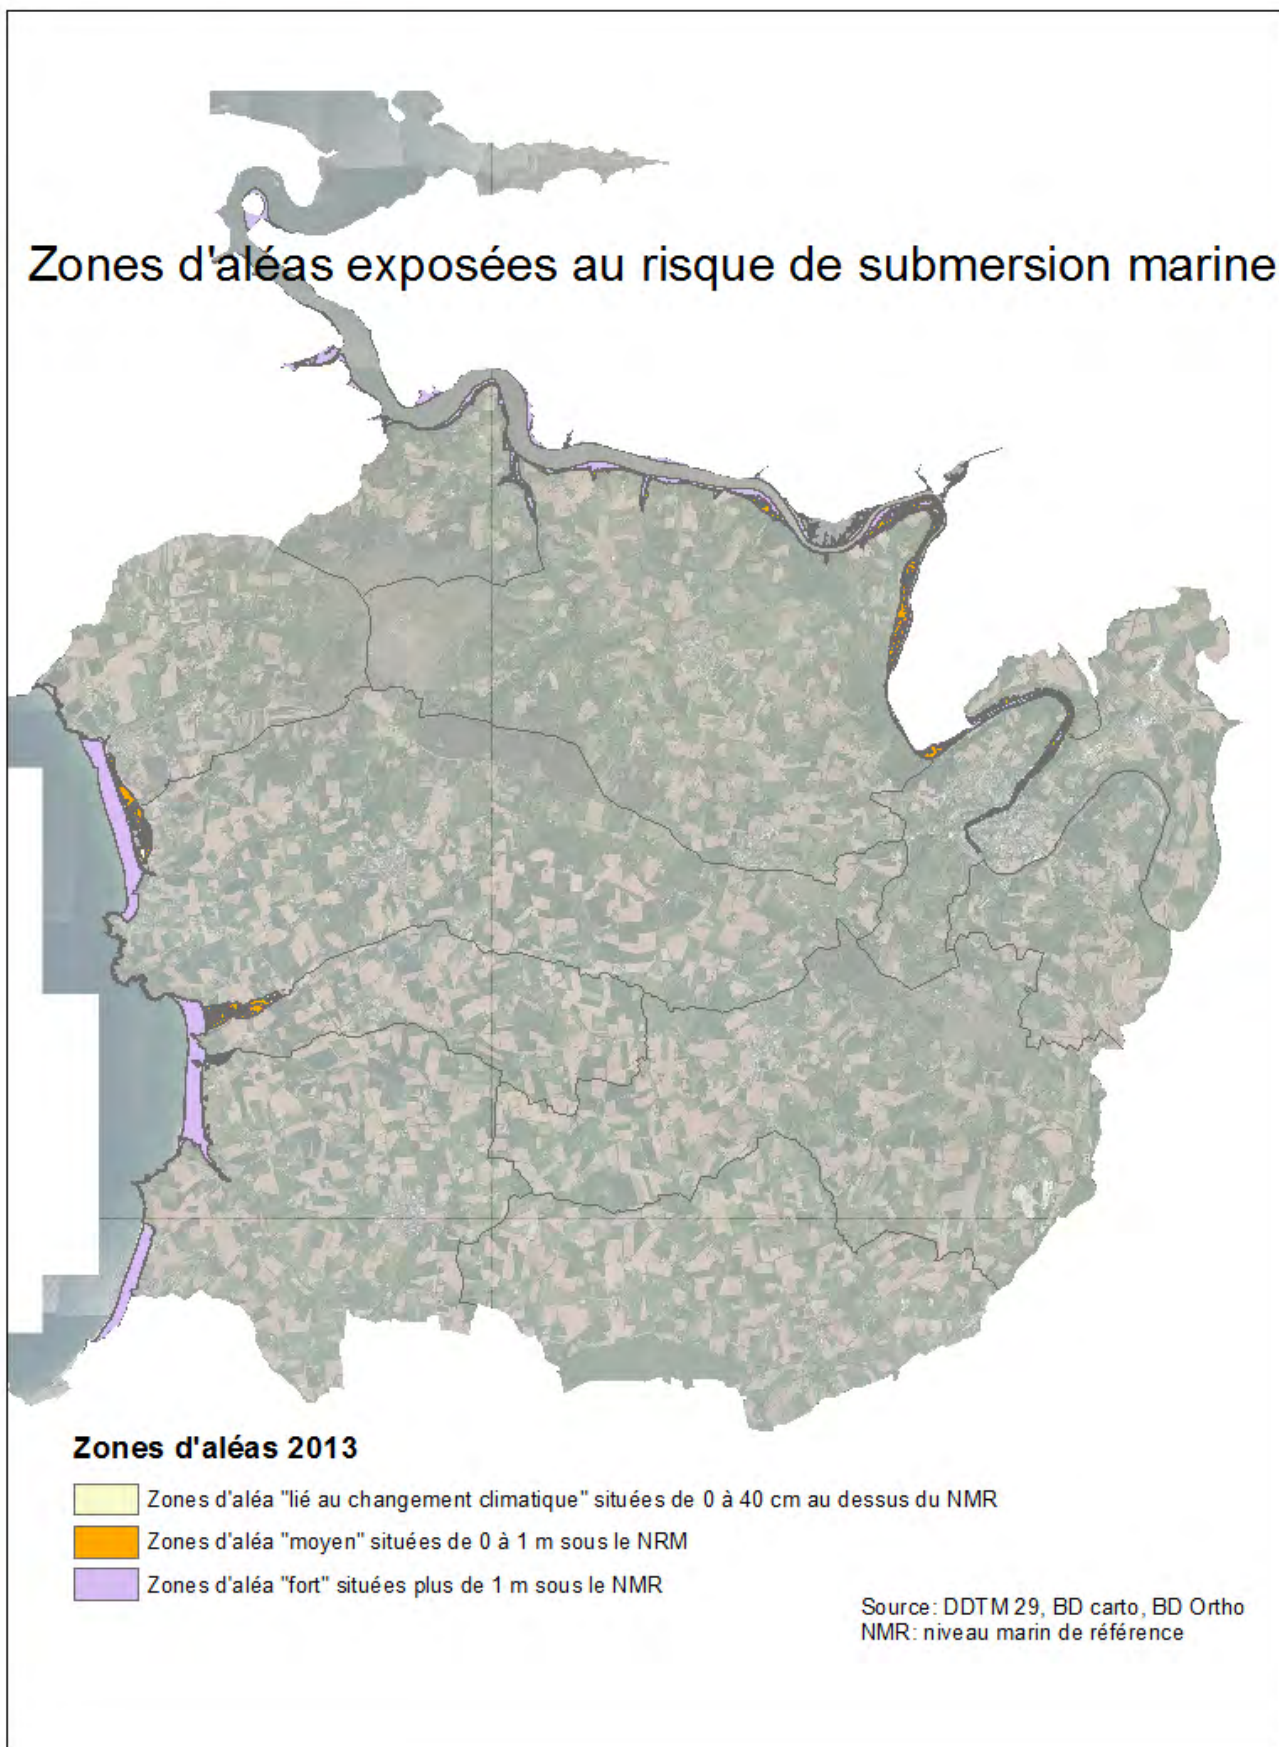 Zones d'aléas exposées au risque de submersion marine
Zones d'aléas 2013
Zones d'aléa "lié au changement climatique" situées de 0 à 40 cm au dessus du NMR
Zones d'aléa "moyen" situées de 0 à 1 m sous le NRM
Zones d'aléa "fort" situées plus de 1 m sous le NMR
Source: DDTM 29, BD carto, BD Ortho
NMR: niveau marin de référence